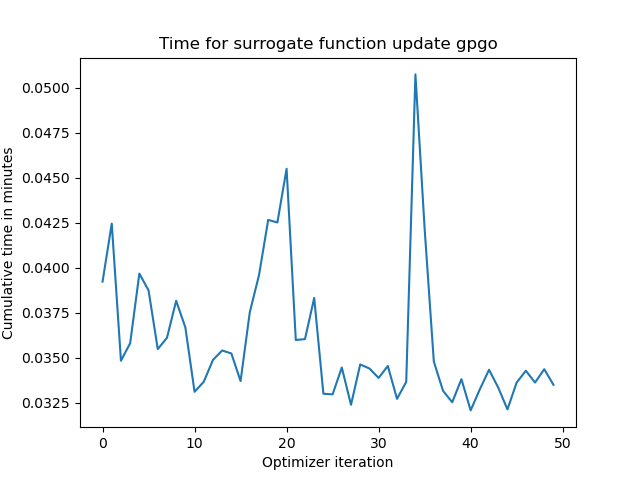 Time for surrogate function update gpgo
Cumulative time in minutes
0.0500
0.0475
0.0450
0.0425
0.0400
0.0375
0.0350
0.0325
0 10 20 30 40 50
Optimizer iteration